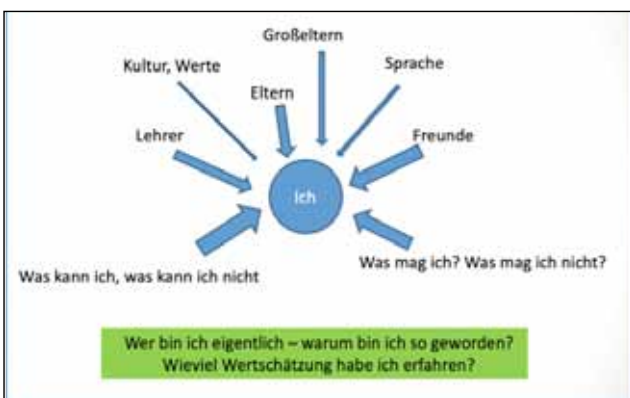 Großeltern
Kultur, Werte
Sprache
Eltern
Lehrer
Freunde
Ich
Was kann ich, was kann ich nicht
Was mag ich? Was mag ich nicht?
Wer bin ich eigentlich – warum bin ich so geworden?
Wieviel Wertschätzung habe ich erfahren?